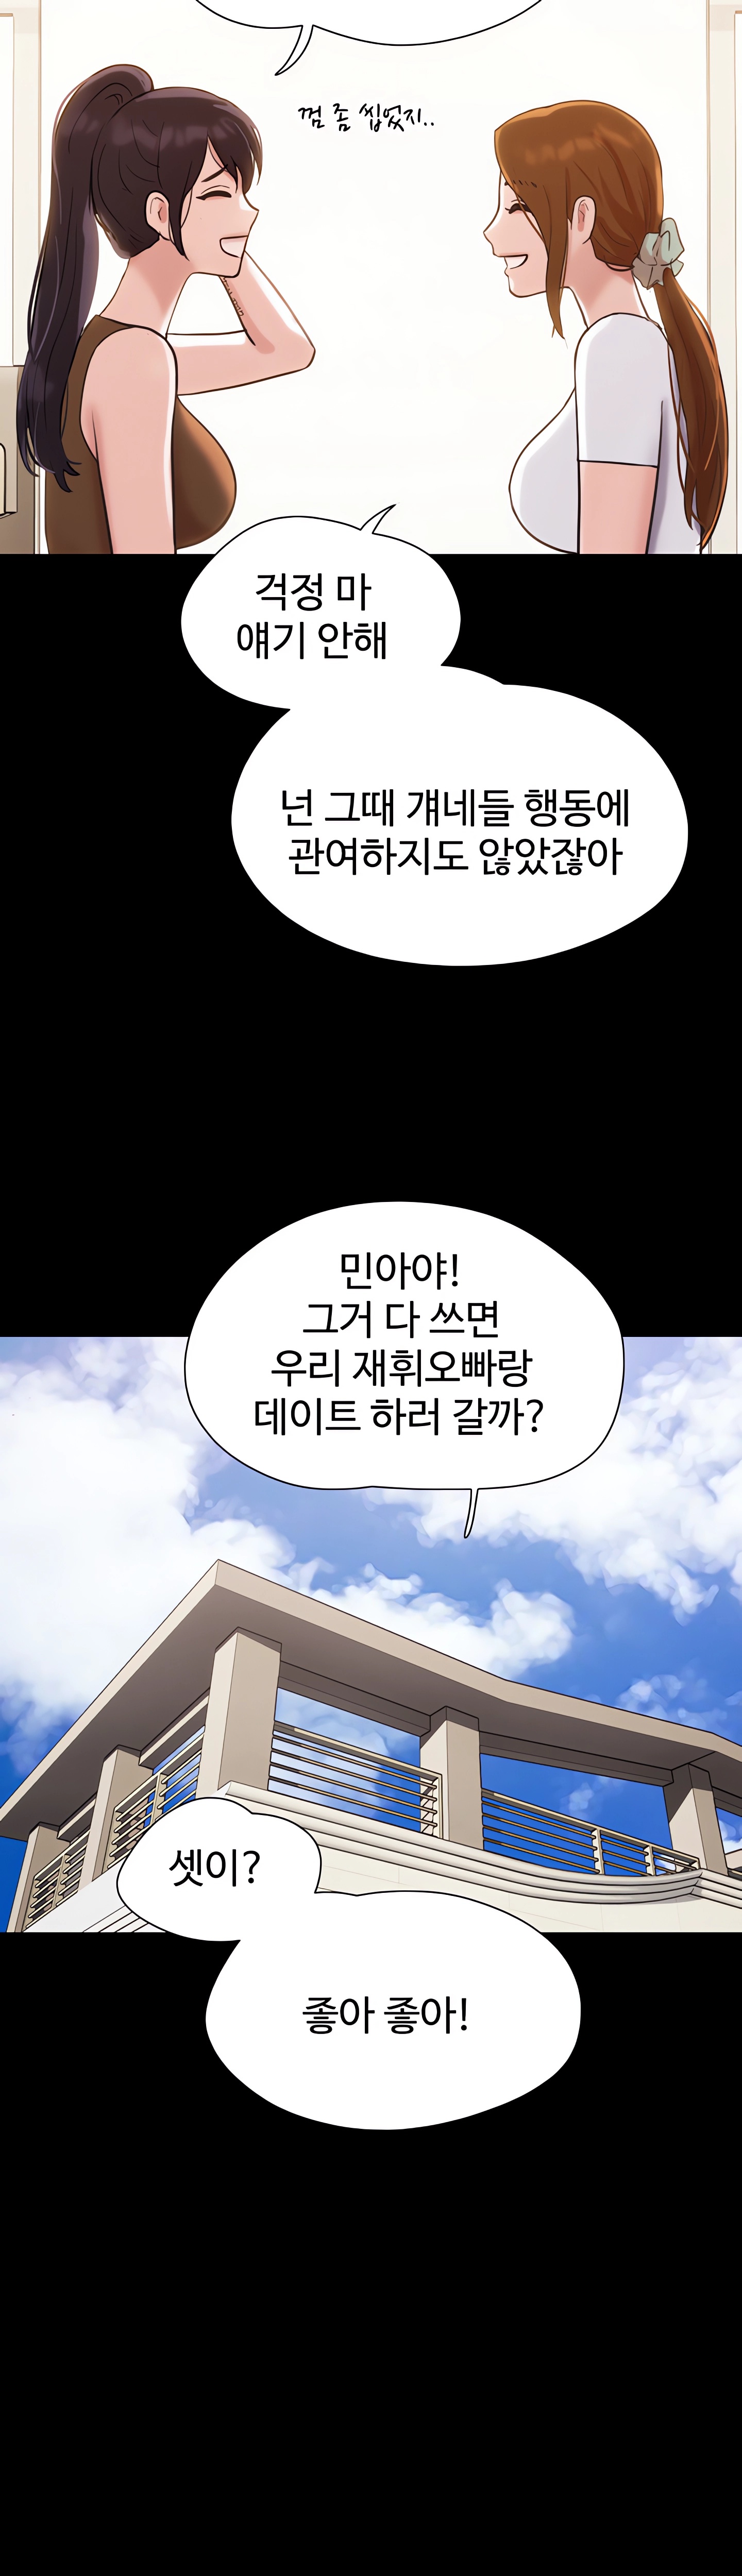 껌 좀 씹었지..
걱정 마
얘기 안해
넌 그때 걔네들 행동에
관여하지도 않았잖아
민아야!
그거 다 쓰면
우리 재휘오빠랑
데이트 하러 갈까?
셋이?
좋아 좋아!